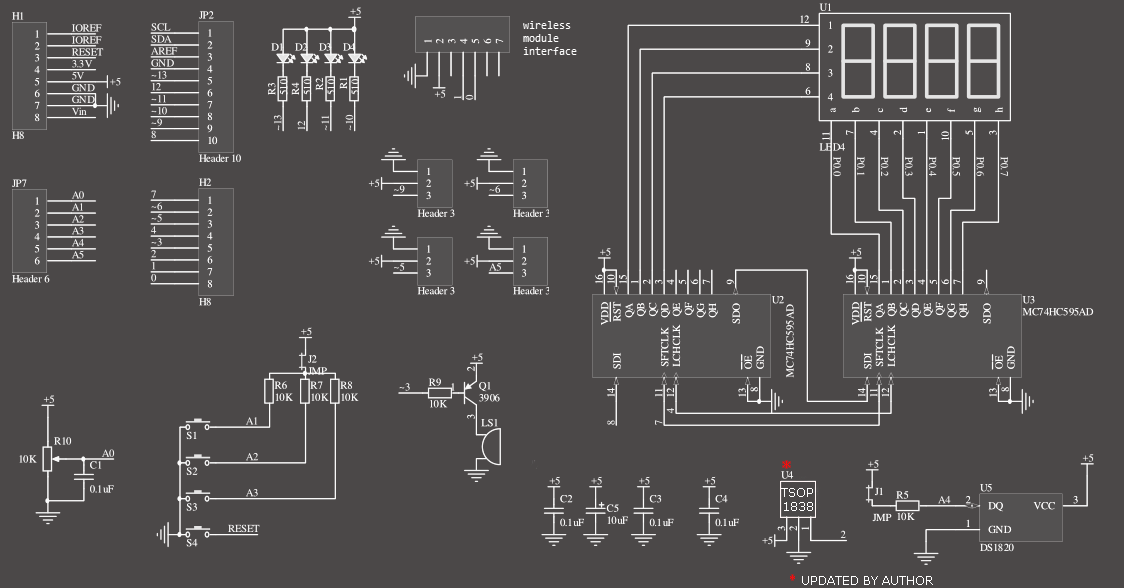 H1
1 IOREF
2 IOREF
3 RESET
4 3.3V
5 5V +5
6 GND
7 GND
8 Vin
H8
JP2
SCL 1
SDA 2
AREF 3
GND 4
~13 5
12 6
~11 7
~10 8
~9 9
8 10
Header 10
+5
D1 D2 D3 D4
R3 R4 R2 R1
510 510 510 510
~13 12 ~11 ~10
1 2 3 4 5 6 7
+5
1 0
wireless
module
interface
JP7
1 A0
2 A1
3 A2
4 A3
5 A4
6 A5
Header 6
H2
7 1
~6 2
~5 3
4 4
~3 5
2 6
1 7
0 8
H8
1
+5 2
~9 3
Header 3
1
+5 2
~6 3
Header 3
1
+5 2
~5 3
Header 3
1
+5 2
A5 3
Header 3
U1
12 1
9 2
8 3
6 4
a b c d e f g h
11 7 4 2 1 10 5 3
LED4
P0.0 P0.1 P0.2 P0.3 P0.4 P0.5 P0.6 P0.7
+5
16 10 15 1 2 3 4 5 6 7 9
VDD RST QA QB QC QD QE QF QG QH SDO
U2
MC74HC595AD
SDI SFTCLK LCHCLK OE GND
14 11 12 13 8
8 7 4
+5
16 10 15 1 2 3 4 5 6 7 9
VDD RST QA QB QC QD QE QF QG QH SDO
U3
MC74HC595AD
SDI SFTCLK LCHCLK OE GND
14 11 12 13 8
+5
R10
10K
A0
C1
0.1uF
+5
J2
JMP
R6 R7 R8
10K 10K 10K
A1
S1
A2
S2
A3
S3
RESET
S4
+5
~3
R9
10K
1
2
3
Q1
3906
LS1
+5
C2
0.1uF
+5
+
C5
10uF
+5
C3
0.1uF
+5
C4
0.1uF
*
U4
TSOP
1838
3 2 1
+5
2
* UPDATED BY AUTHOR
+5
J1
JMP
R5
10K
A4
U5
2 DQ
1 GND
VCC 3
DS1820
+5